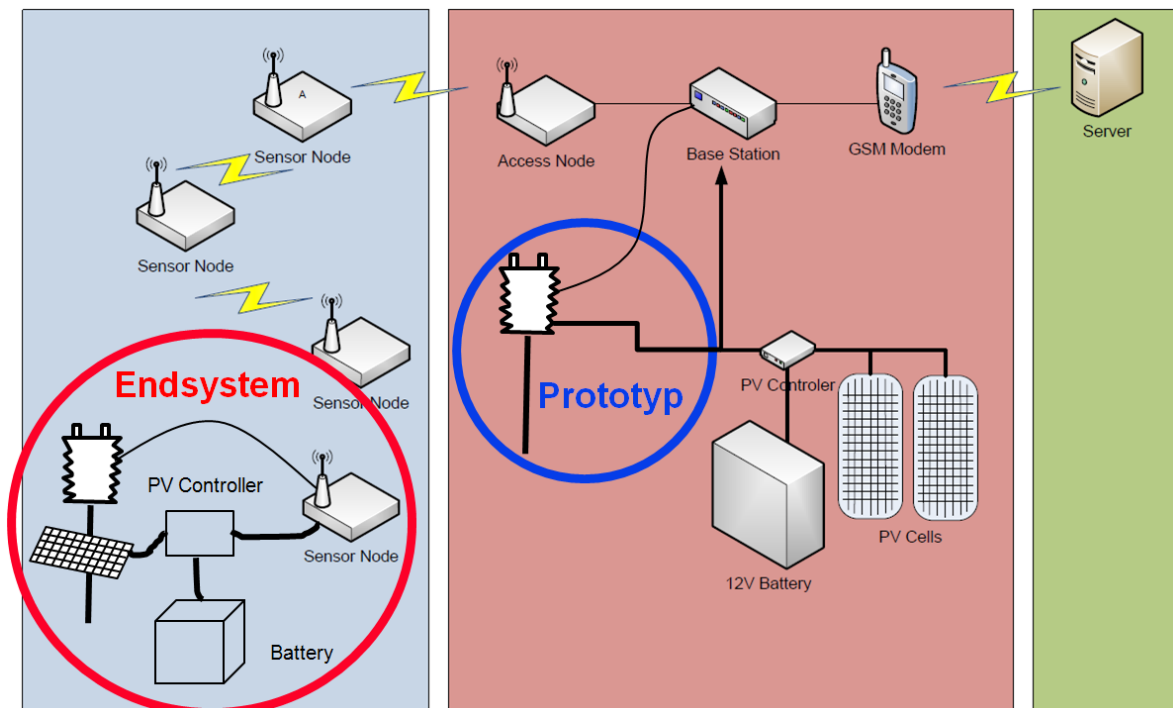 A
Sensor Node
Sensor Node
Sensor Node
Endsystem
PV Controller
Sensor Node
Battery
Access Node
Base Station
GSM Modem
Prototyp
PV Controler
12V Battery
PV Cells
Server